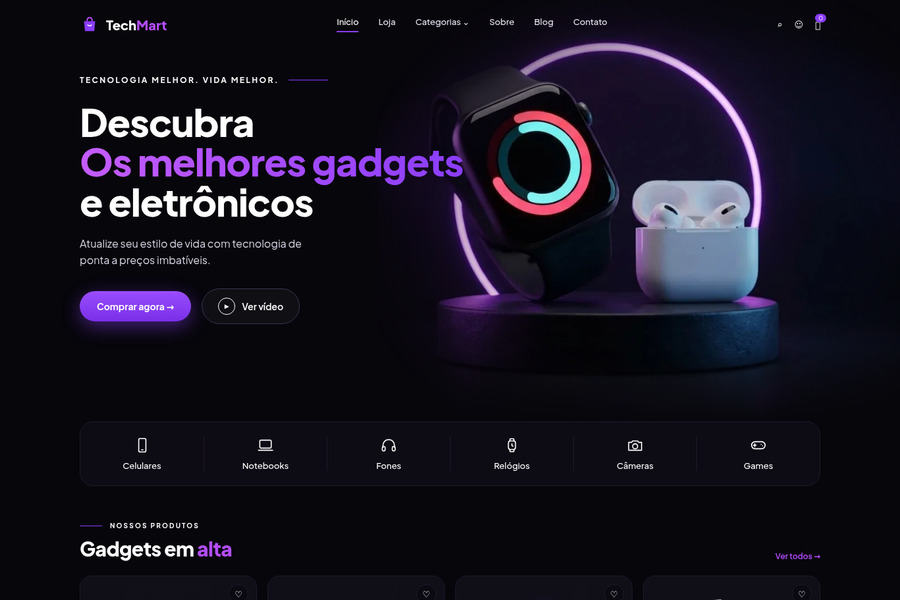 TechMart
Início
Loja
Categorias
Sobre
Blog
Contato
0
TECNOLOGIA MELHOR. VIDA MELHOR.
Descubra
Os melhores gadgets
e eletrônicos
Atualize seu estilo de vida com tecnologia de
ponta a preços imbatíveis.
Comprar agora →
Ver vídeo
Celulares
Notebooks
Fones
Relógios
Câmeras
Games
NOSSOS PRODUTOS
Gadgets em alta
Ver todos →